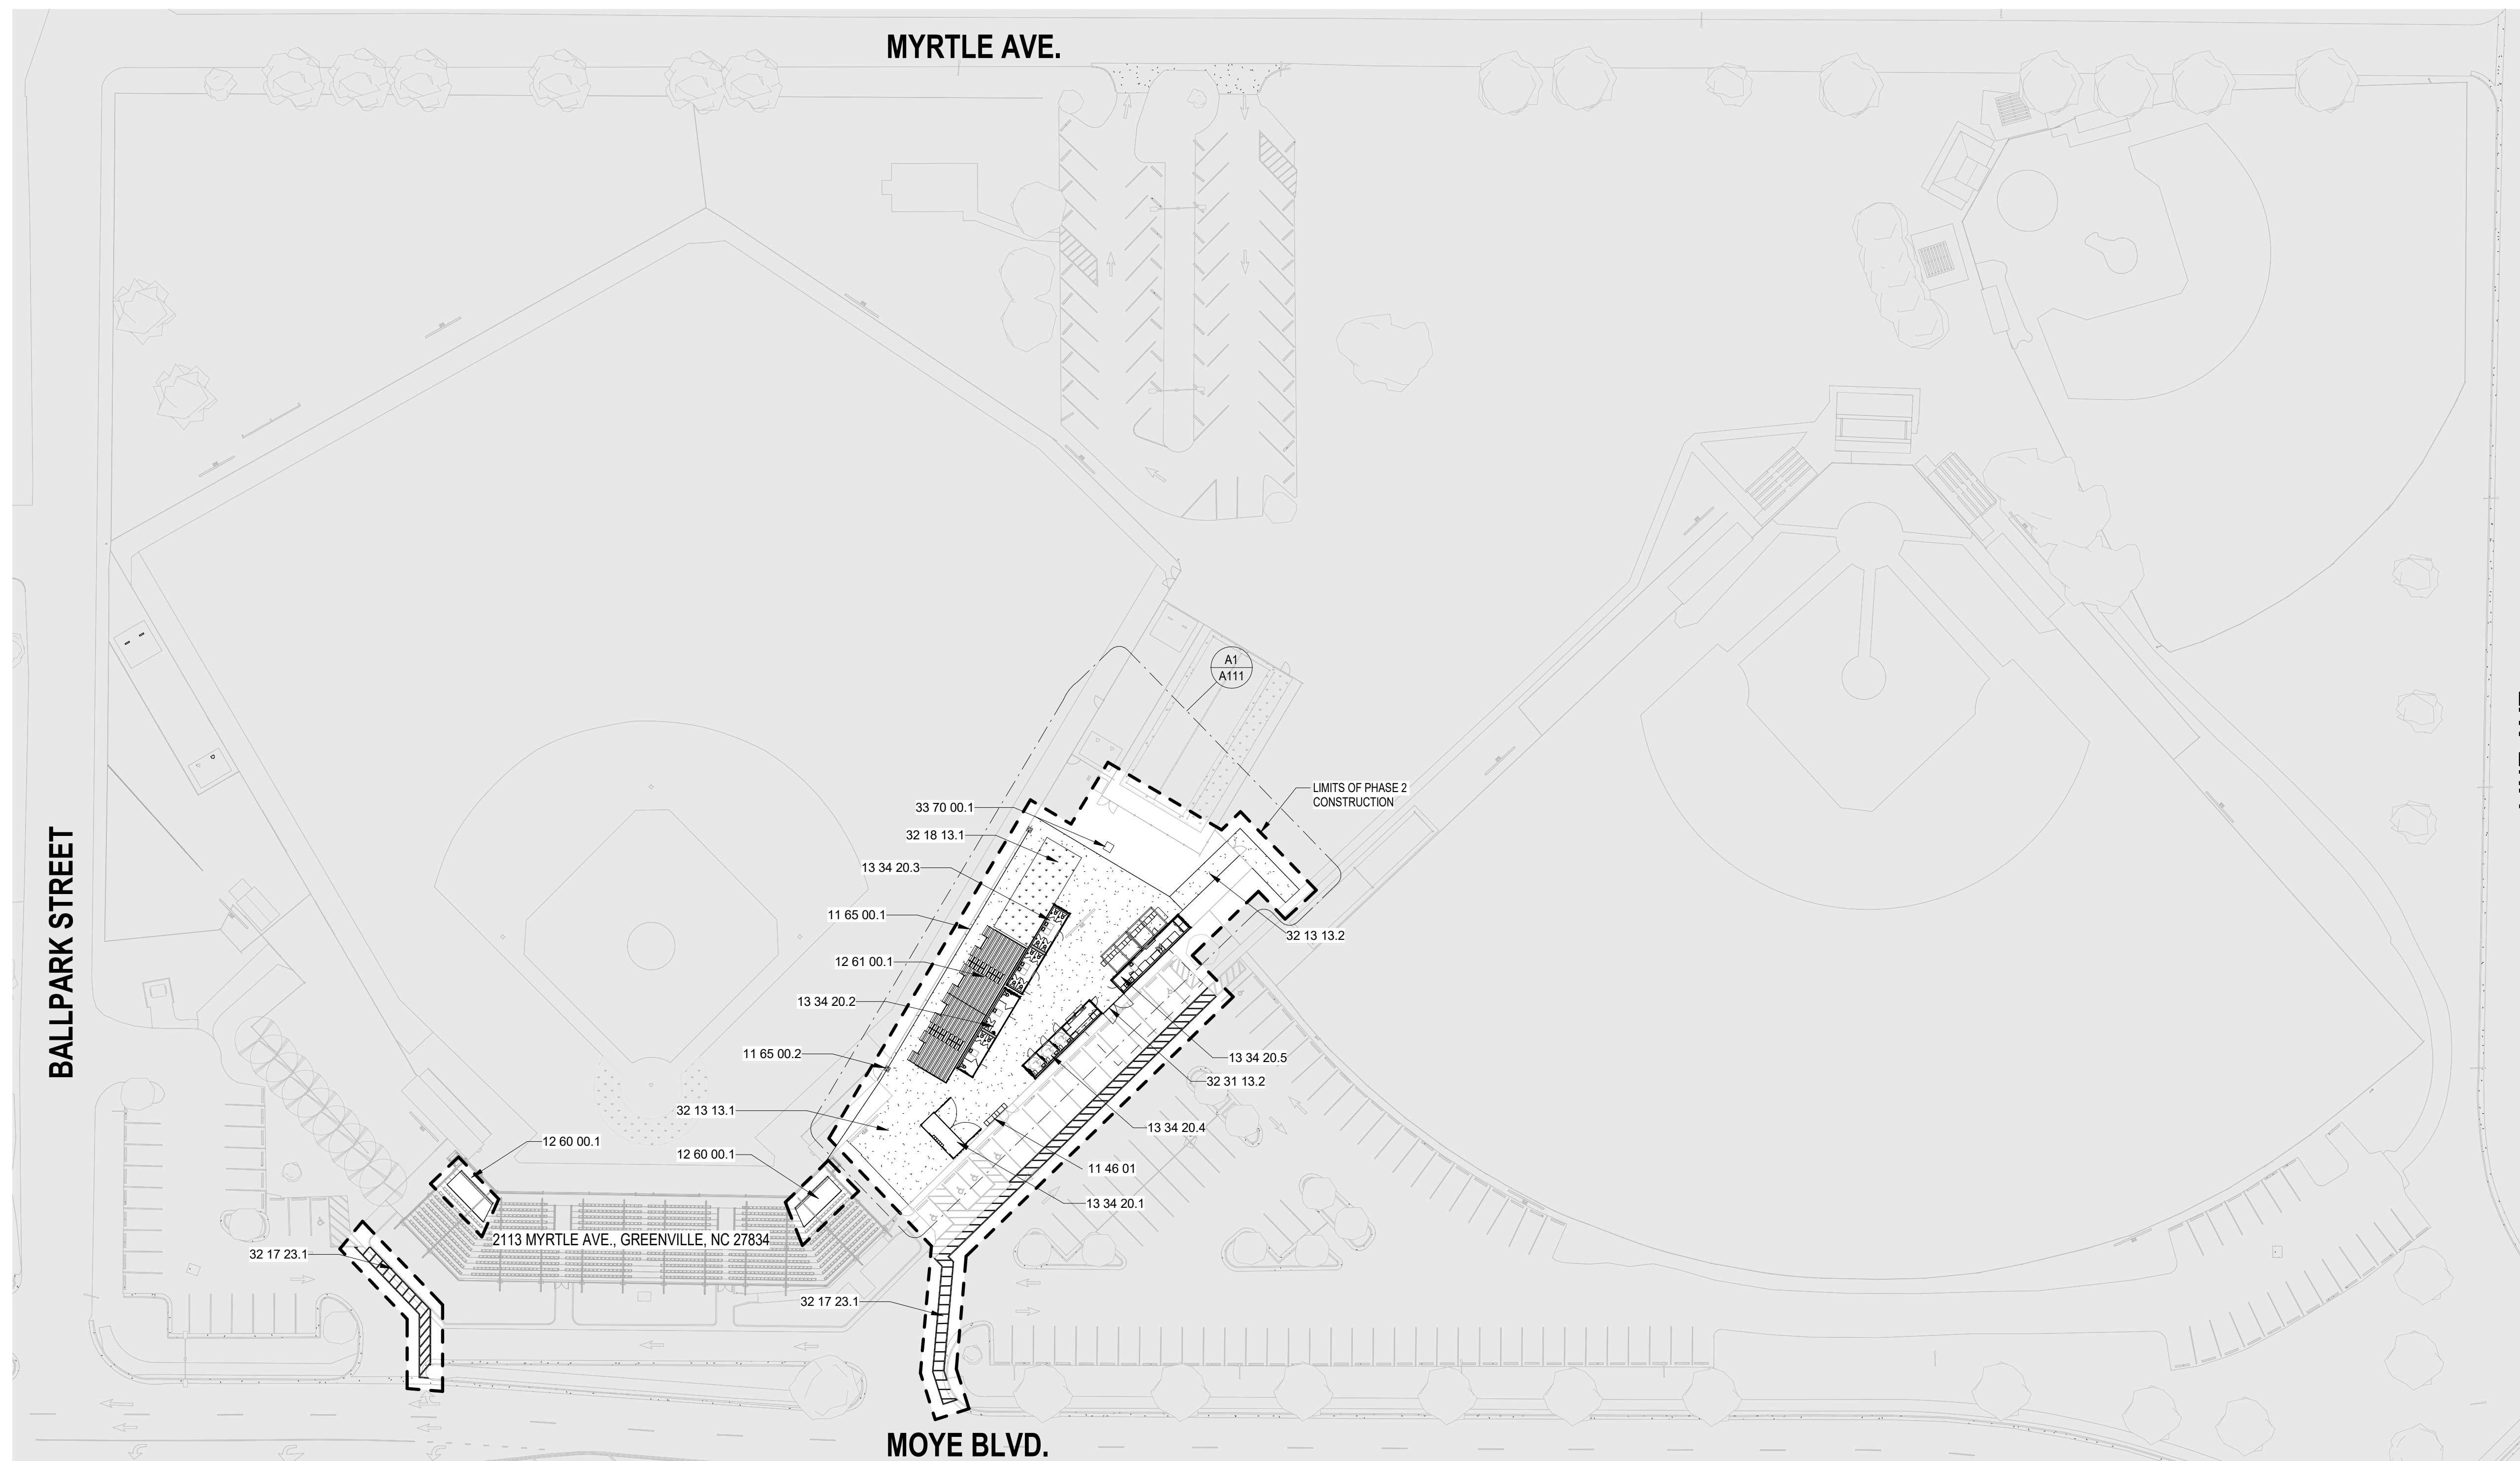 MYRTLE AVE.
A1
A111
LIMITS OF PHASE 2
CONSTRUCTION
33 70 00.1
32 18 13.1
13 34 20.3
11 65 00.1
32 13 13.2
12 61 00.1
13 34 20.2
11 65 00.2
13 34 20.5
32 31 13.2
32 13 13.1
13 34 20.4
BALLPARK STREET
12 60 00.1
12 60 00.1
11 46 01
13 34 20.1
2113 MYRTLE AVE., GREENVILLE, NC 27834
32 17 23.1
32 17 23.1
MOYE BLVD.